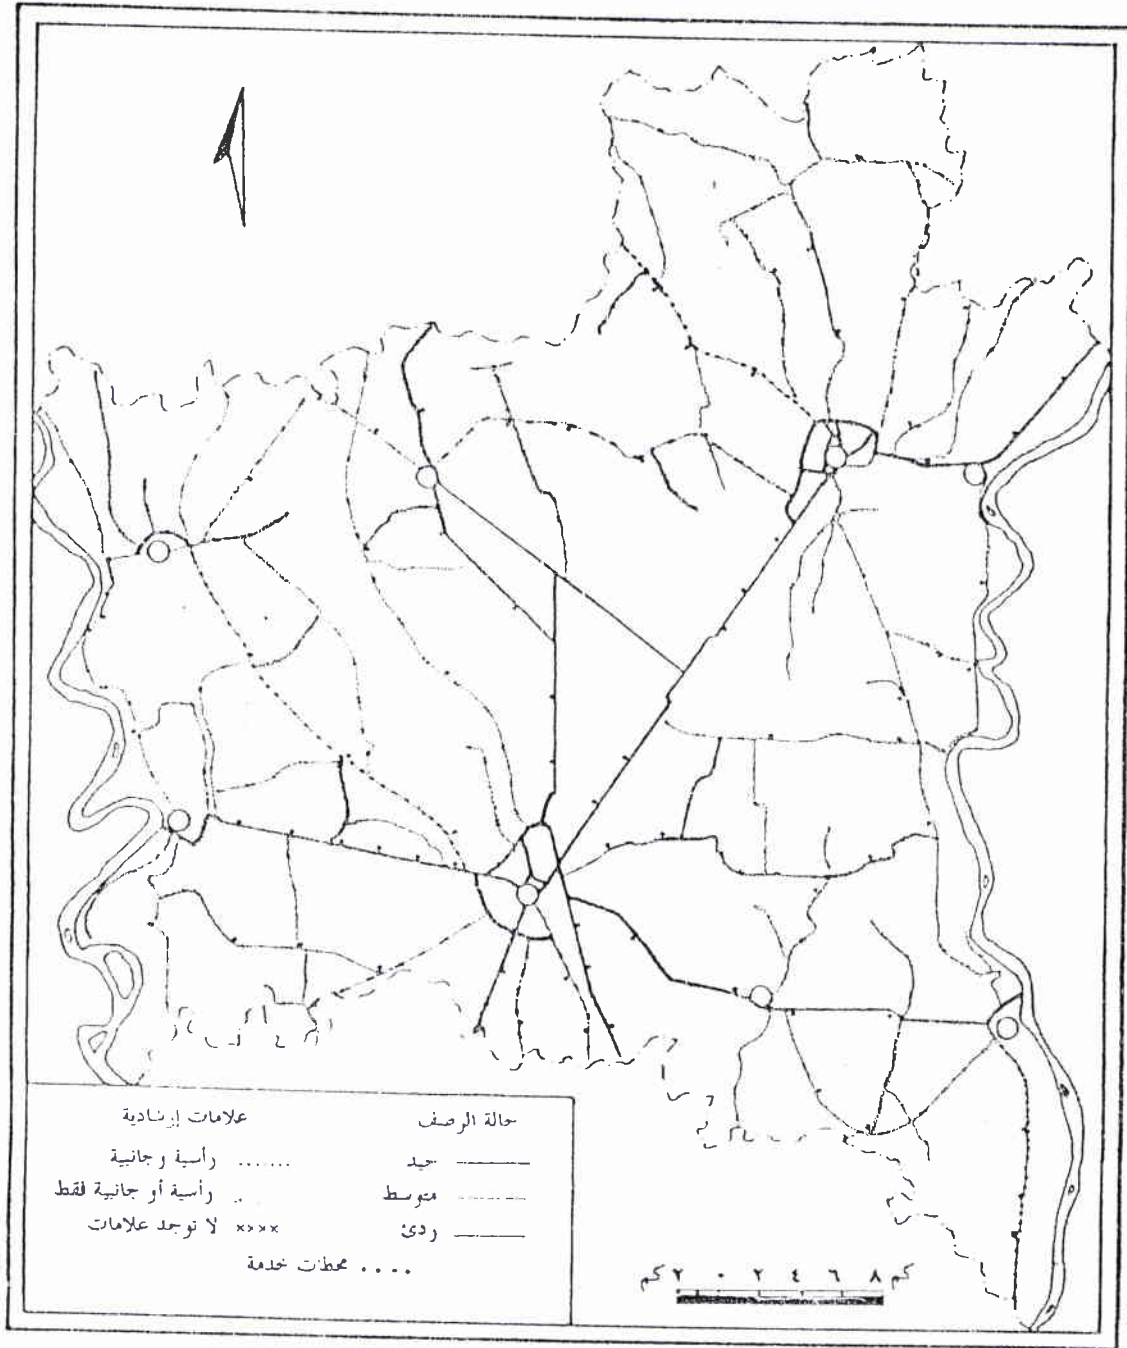 حالة الرصف
جيد
متوسط
ردئ
علامات إرشادية
رأسية وجانبية
رأسية أو جانبية فقط
×××× لا توجد علامات
محطات خدمة
كم ٢ ٠ ٢ ٤ ٦ ٨ كم